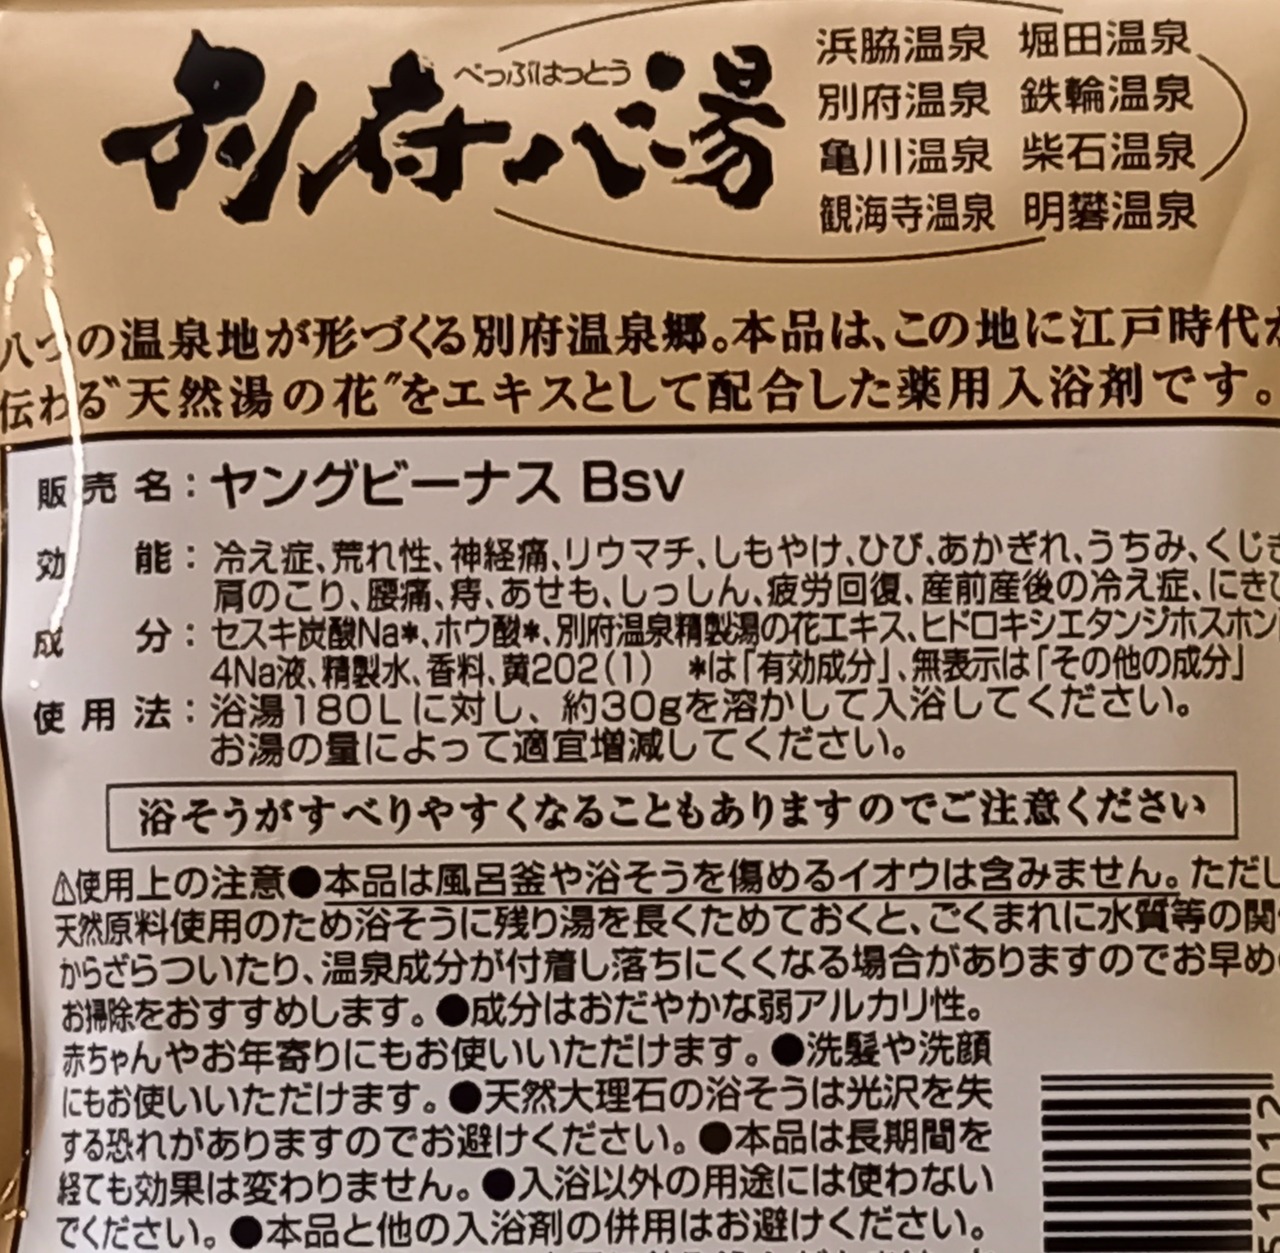 別府八湯
べっぷはっとう
浜脇温泉 堀田温泉
別府温泉 鉄輪温泉
亀川温泉 柴石温泉
観海寺温泉 明礬温泉
八つの温泉地が形づくる別府温泉郷。本品は、この地に江戸時代か
伝わる"天然湯の花"をエキスとして配合した薬用入浴剤です。
販売名：ヤングビーナス Bsv
効能：冷え症、荒れ性、神経痛、リウマチ、しもやけ、ひび、あかぎれ、うちみ、くじき
肩のこり、腰痛、痔、あせも、しっしん、疲労回復、産前産後の冷え症、にきび
成分：セスキ炭酸Na*、ホウ酸*、別府温泉精製湯の花エキス、ヒドロキシエタンジホスホン
4Na液、精製水、香料、黄202(1) *は「有効成分」、無表示は「その他の成分」
使用法：浴湯180Lに対し、約30gを溶かして入浴してください。
お湯の量によって適宜増減してください。
浴そうがすべりやすくなることもありますのでご注意ください
⚠使用上の注意●本品は風呂釜や浴そうを傷めるイオウは含みません。ただし
天然原料使用のため浴そうに残り湯を長くためておくと、ごくまれに水質等の関
からざらついたり、温泉成分が付着し落ちにくくなる場合がありますのでお早め
お掃除をおすすめします。●成分はおだやかな弱アルカリ性。
赤ちゃんやお年寄りにもお使いいただけます。●洗髪や洗顔
にもお使いいただけます。●天然大理石の浴そうは光沢を失
する恐れがありますのでお避けください。●本品は長期間を
経ても効果は変わりません。●入浴以外の用途には使わない
でください。●本品と他の入浴剤の併用はお避けください。
51012